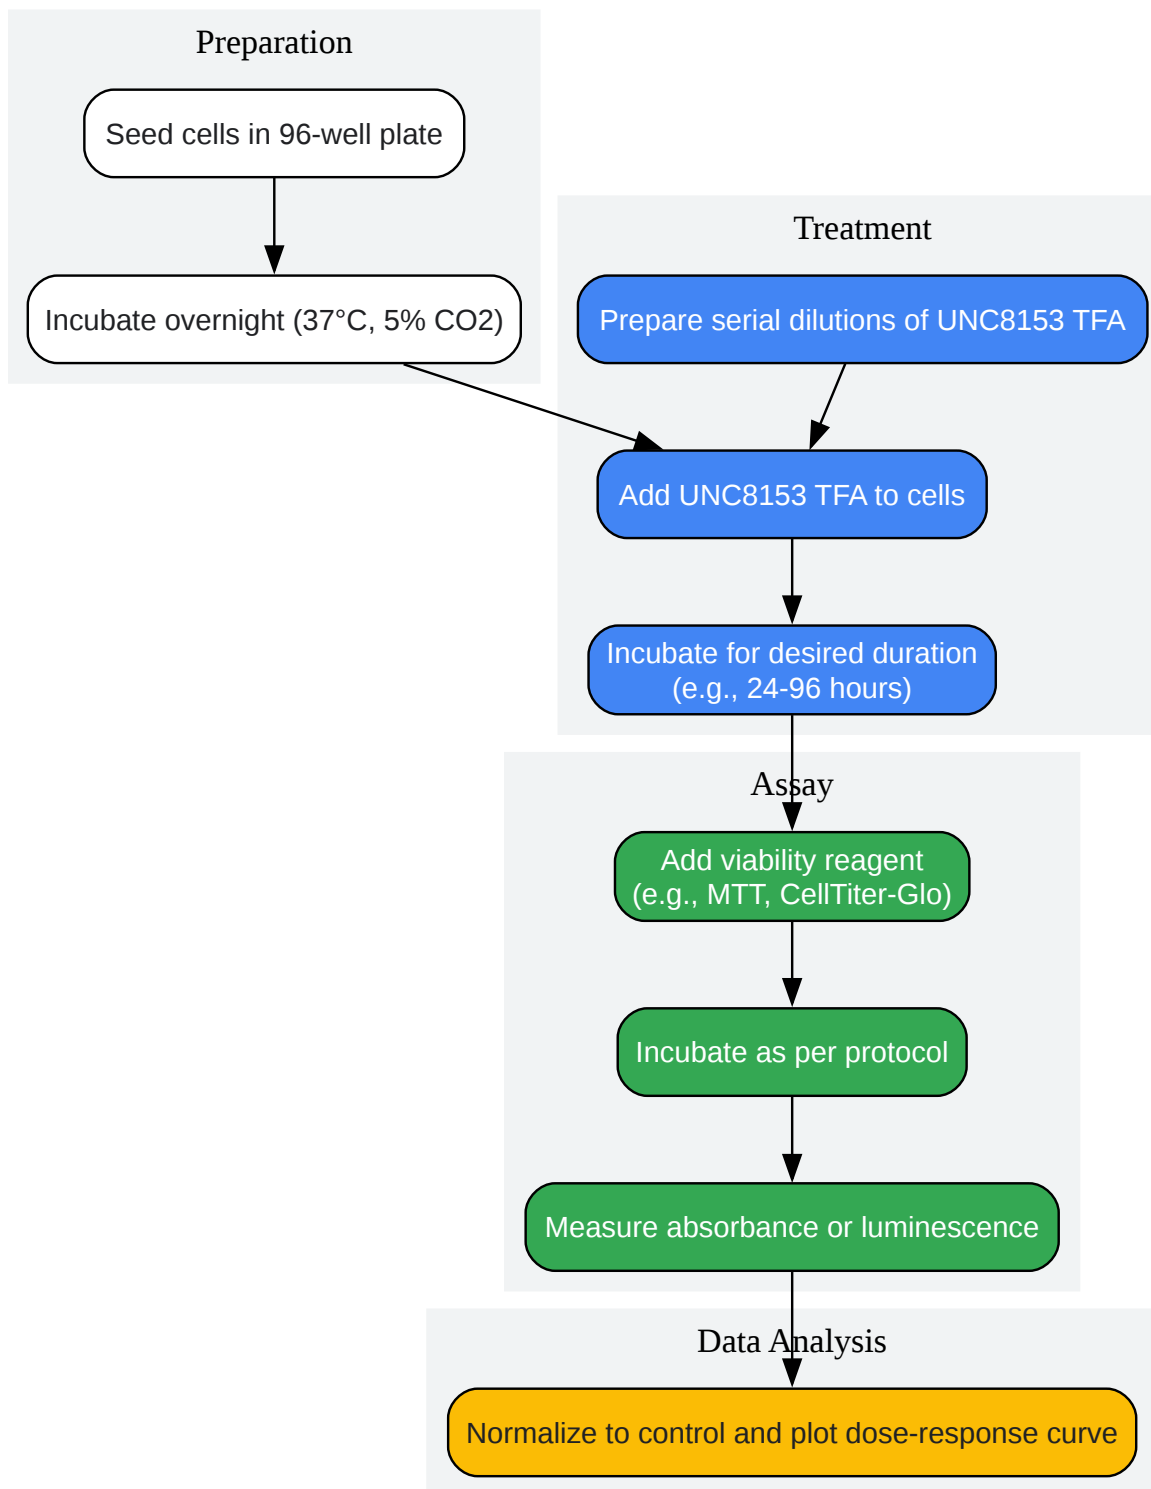 Preparation
Seed cells in 96-well plate
Incubate overnight (37°C, 5% CO2)
Treatment
Prepare serial dilutions of UNC8153 TFA
Add UNC8153 TFA to cells
Incubate for desired duration
(e.g., 24-96 hours)
Assay
Add viability reagent
(e.g., MTT, CellTiter-Glo)
Incubate as per protocol
Measure absorbance or luminescence
Data Analysis
Normalize to control and plot dose-response curve